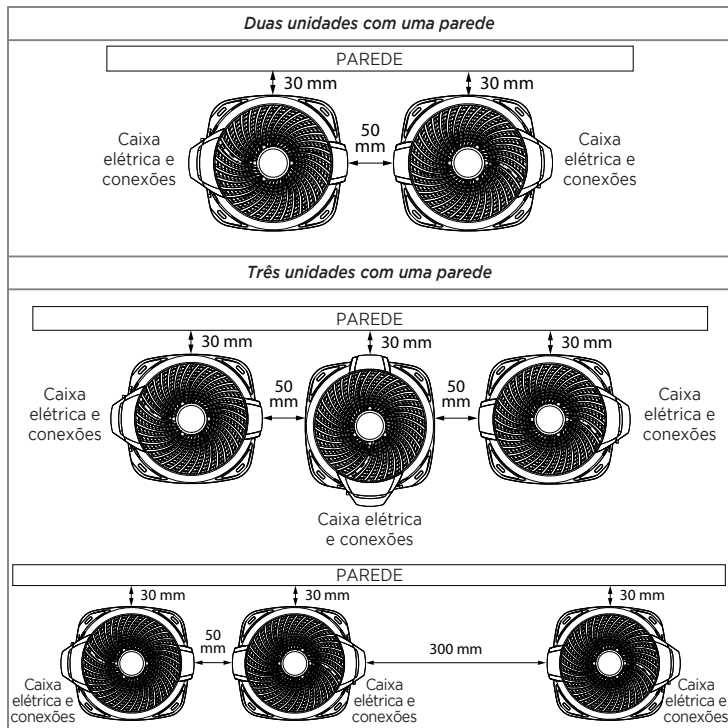 Duas unidades com uma parede
PAREDE
30 mm
30 mm
50
mm
Caixa
elétrica e
conexões
Caixa
elétrica e
conexões
Três unidades com uma parede
PAREDE
30 mm
30 mm
30 mm
Caixa
elétrica e
conexões
50
mm
50
mm
Caixa
elétrica e
conexões
Caixa elétrica
e conexões
PAREDE
30 mm
30 mm
30 mm
50
mm
300 mm
Caixa
elétrica e
conexões
Caixa
elétrica e
conexões
Caixa
elétrica e
conexões